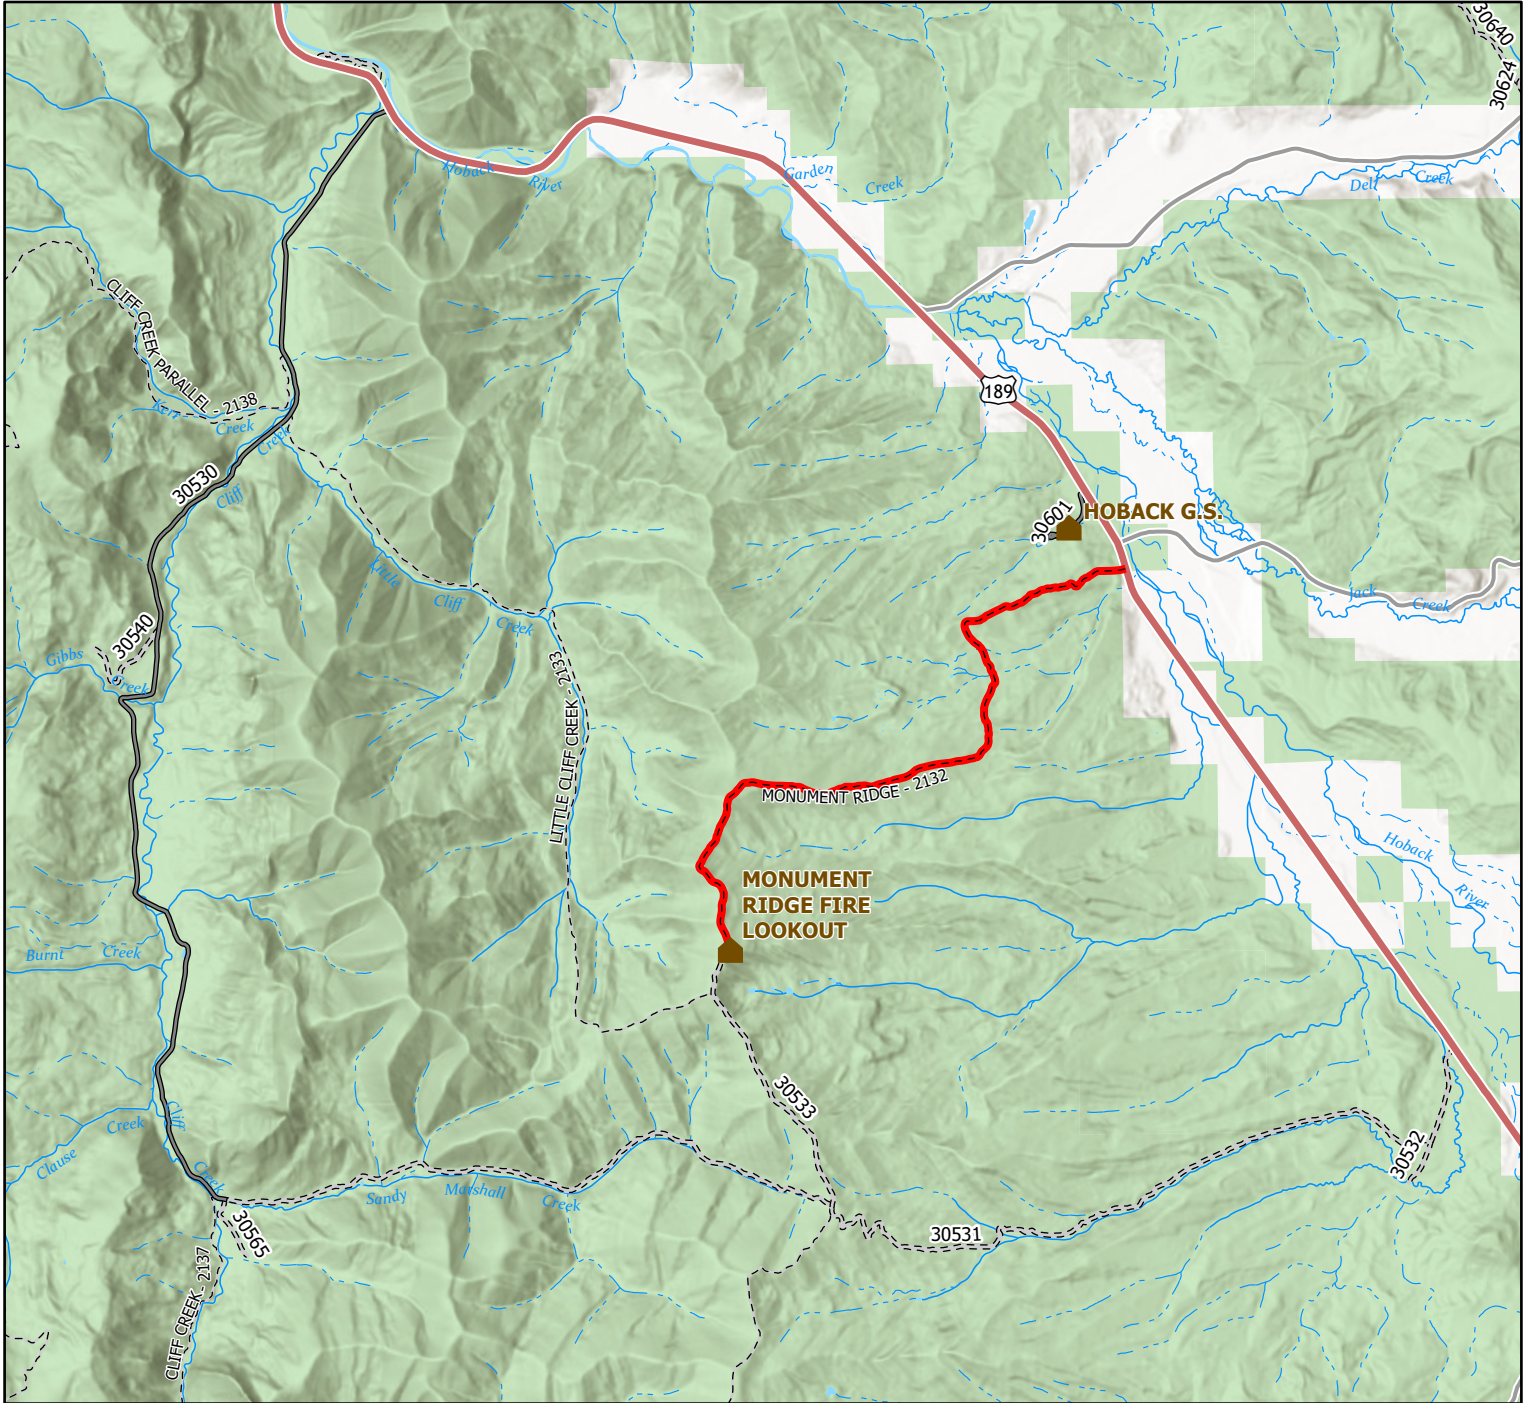 30640
30624
Hoback
River
Garden
Creek
Dell
Creek
CLIFF CREEK PARALLEL - 2138
Kerr
Creek
Creek
Cliff
30530
189
30601
HOBACK G.S.
Little
Cliff
Creek
Jack
Creek
30540
Gibbs
Creek
LITTLE CLIFF CREEK - 2133
MONUMENT RIDGE - 2132
Hoback
River
MONUMENT
RIDGE FIRE
LOOKOUT
Burnt
Creek
30533
Clause
Creek
Cliff
Creek
30532
Sandy
Marshall
Creek
30565
30531
CLIFF CREEK - 2137